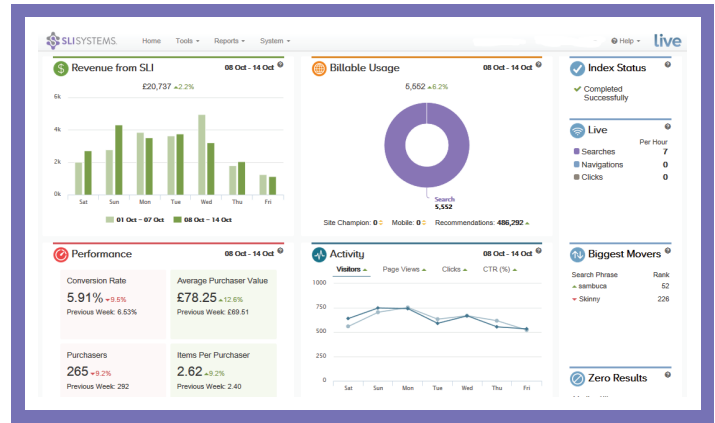 SLISYSTEMS
Home Tools Reports System Help live
Revenue from SLI 08 Oct - 14 Oct
£20,737 2.2%
6k
4k
2k
0k
Sat Sun Mon Tue Wed Thu Fri
01 Oct – 07 Oct 08 Oct – 14 Oct
Billable Usage 08 Oct - 14 Oct
5,552 6.2%
Search
5,552
Site Champion: 0 Mobile: 0 Recommendations: 486,292
Index Status
Completed
Successfully
Live
Per Hour
Searches 7
Navigations 0
Clicks 0
Performance 08 Oct - 14 Oct
Conversion Rate
5.91% 9.5%
Previous Week: 6.53%
Average Purchaser Value
£78.25 12.6%
Previous Week: £69.51
Purchasers
265 9.2%
Previous Week: 292
Items Per Purchaser
2.62 9.2%
Previous Week: 2.40
Activity 08 Oct - 14 Oct
Visitors Page Views Clicks CTR (%)
1000
750
500
250
0
Sat Sun Mon Tue Wed Thu Fri
Biggest Movers
Search Phrase Rank
sambuca 52
Skinny 226
Zero Results